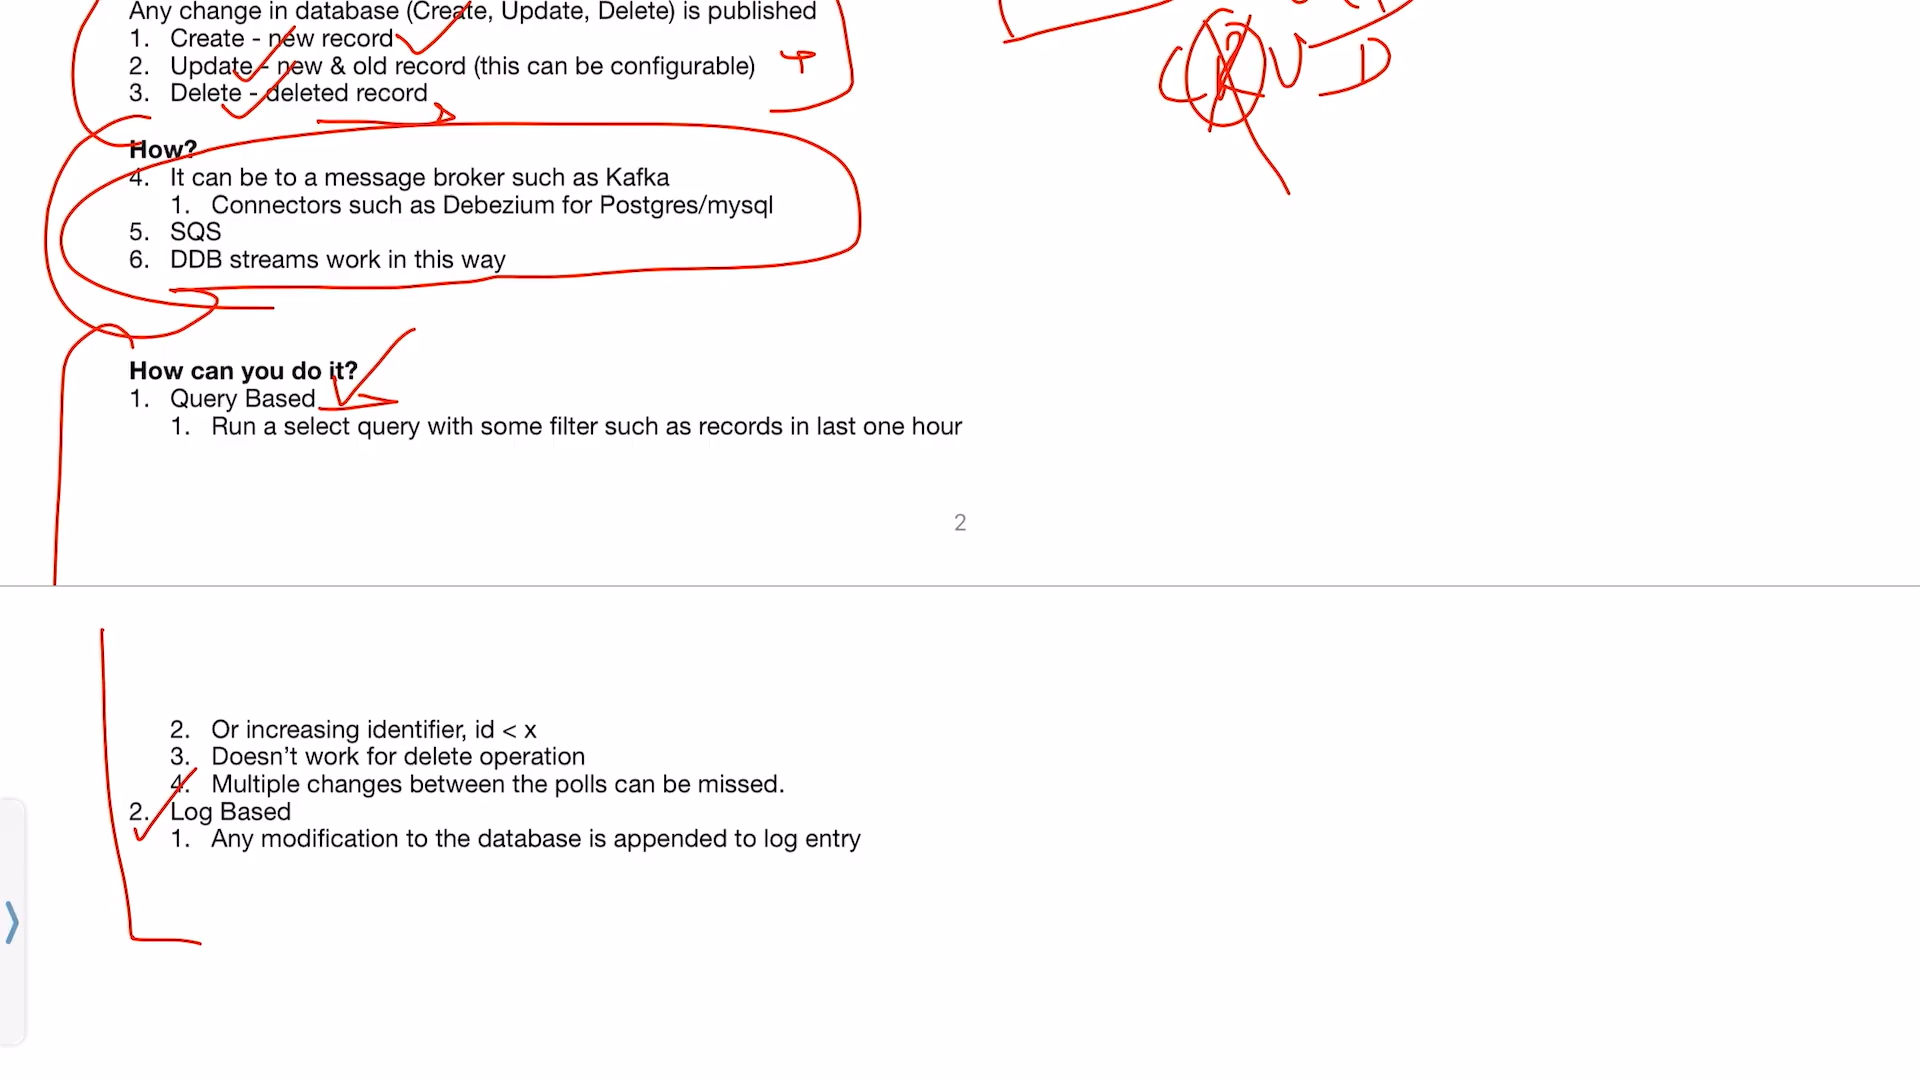 Any change in database (Create, Update, Delete) is published
1. Create - new record
2. Update - new & old record (this can be configurable)
3. Delete - deleted record
C R U D
How?
4. It can be to a message broker such as Kafka
1. Connectors such as Debezium for Postgres/mysql
5. SQS
6. DDB streams work in this way
How can you do it?
1. Query Based
1. Run a select query with some filter such as records in last one hour
2
2. Or increasing identifier, id < x
3. Doesn’t work for delete operation
4. Multiple changes between the polls can be missed.
2. Log Based
1. Any modification to the database is appended to log entry